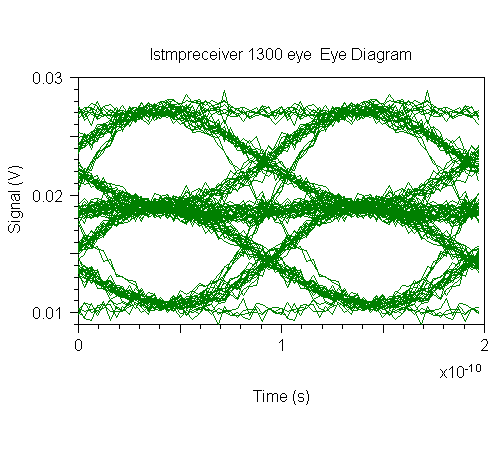 lstmpreceiver 1300 eye  Eye Diagram
0.03
0.02
0.01
Signal (V)
0 1 2
x10-10
Time (s)